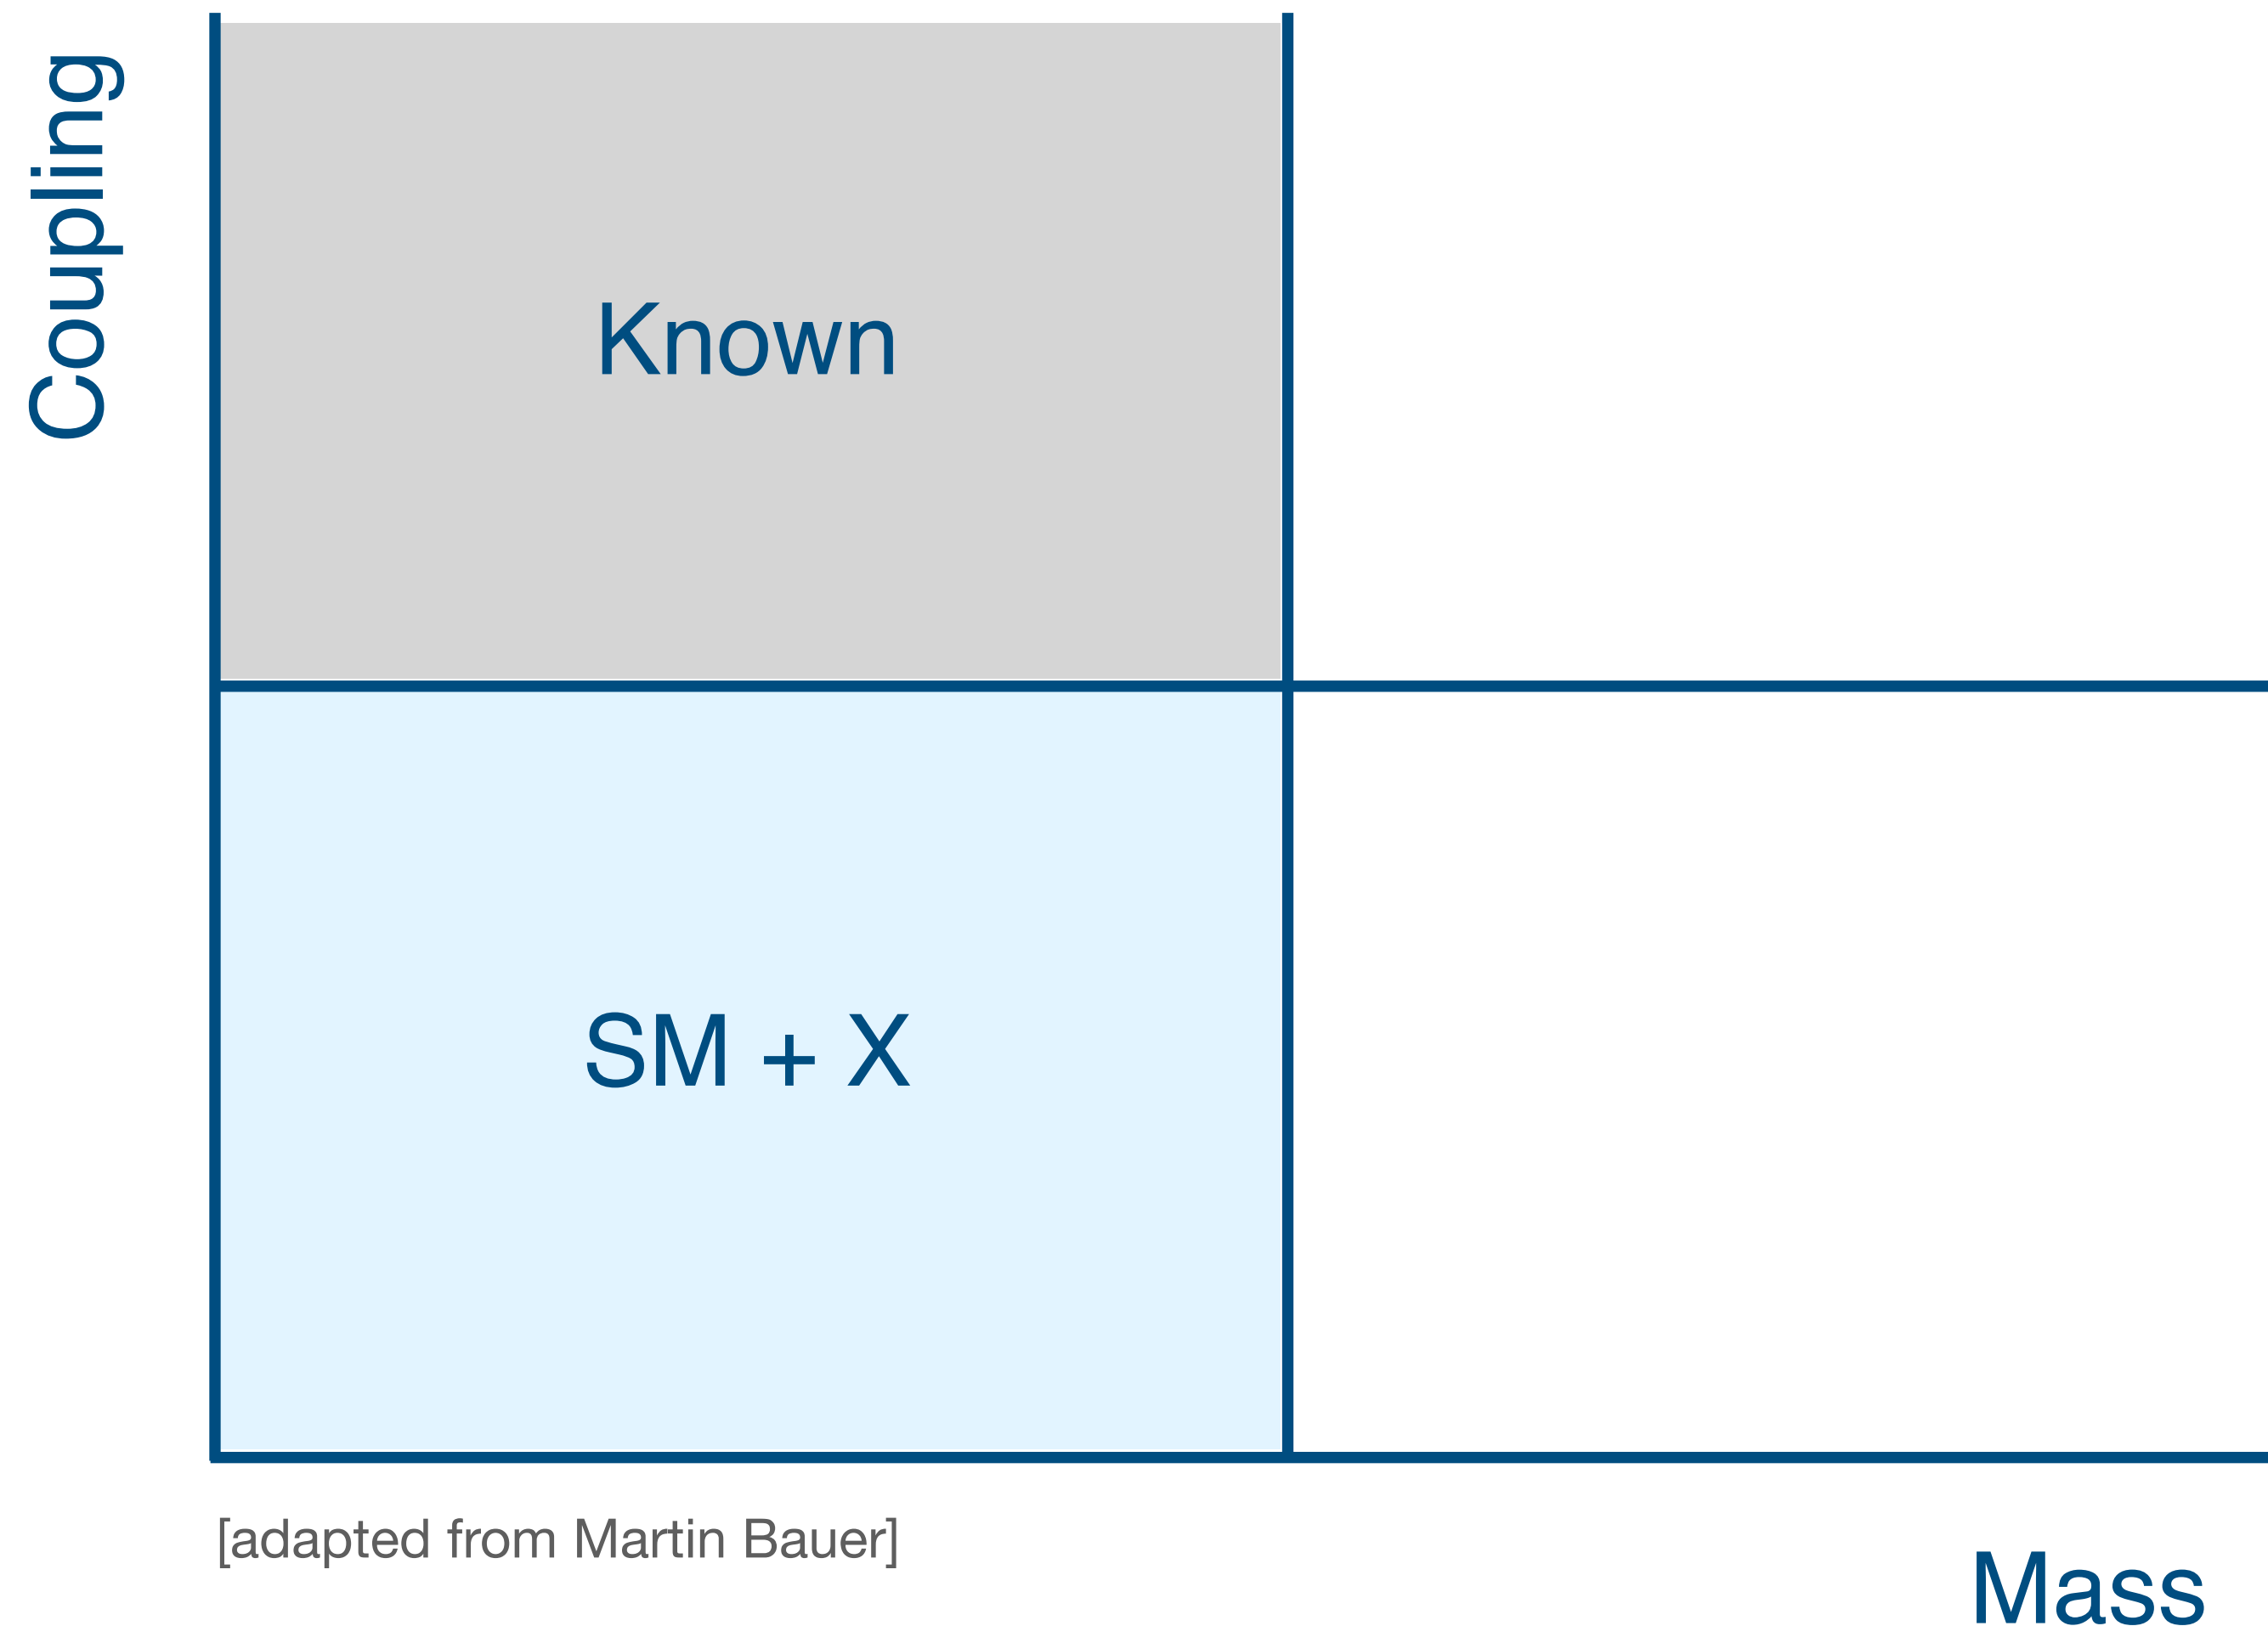 Coupling
Known
SM + X
[adapted from Martin Bauer]
Mass